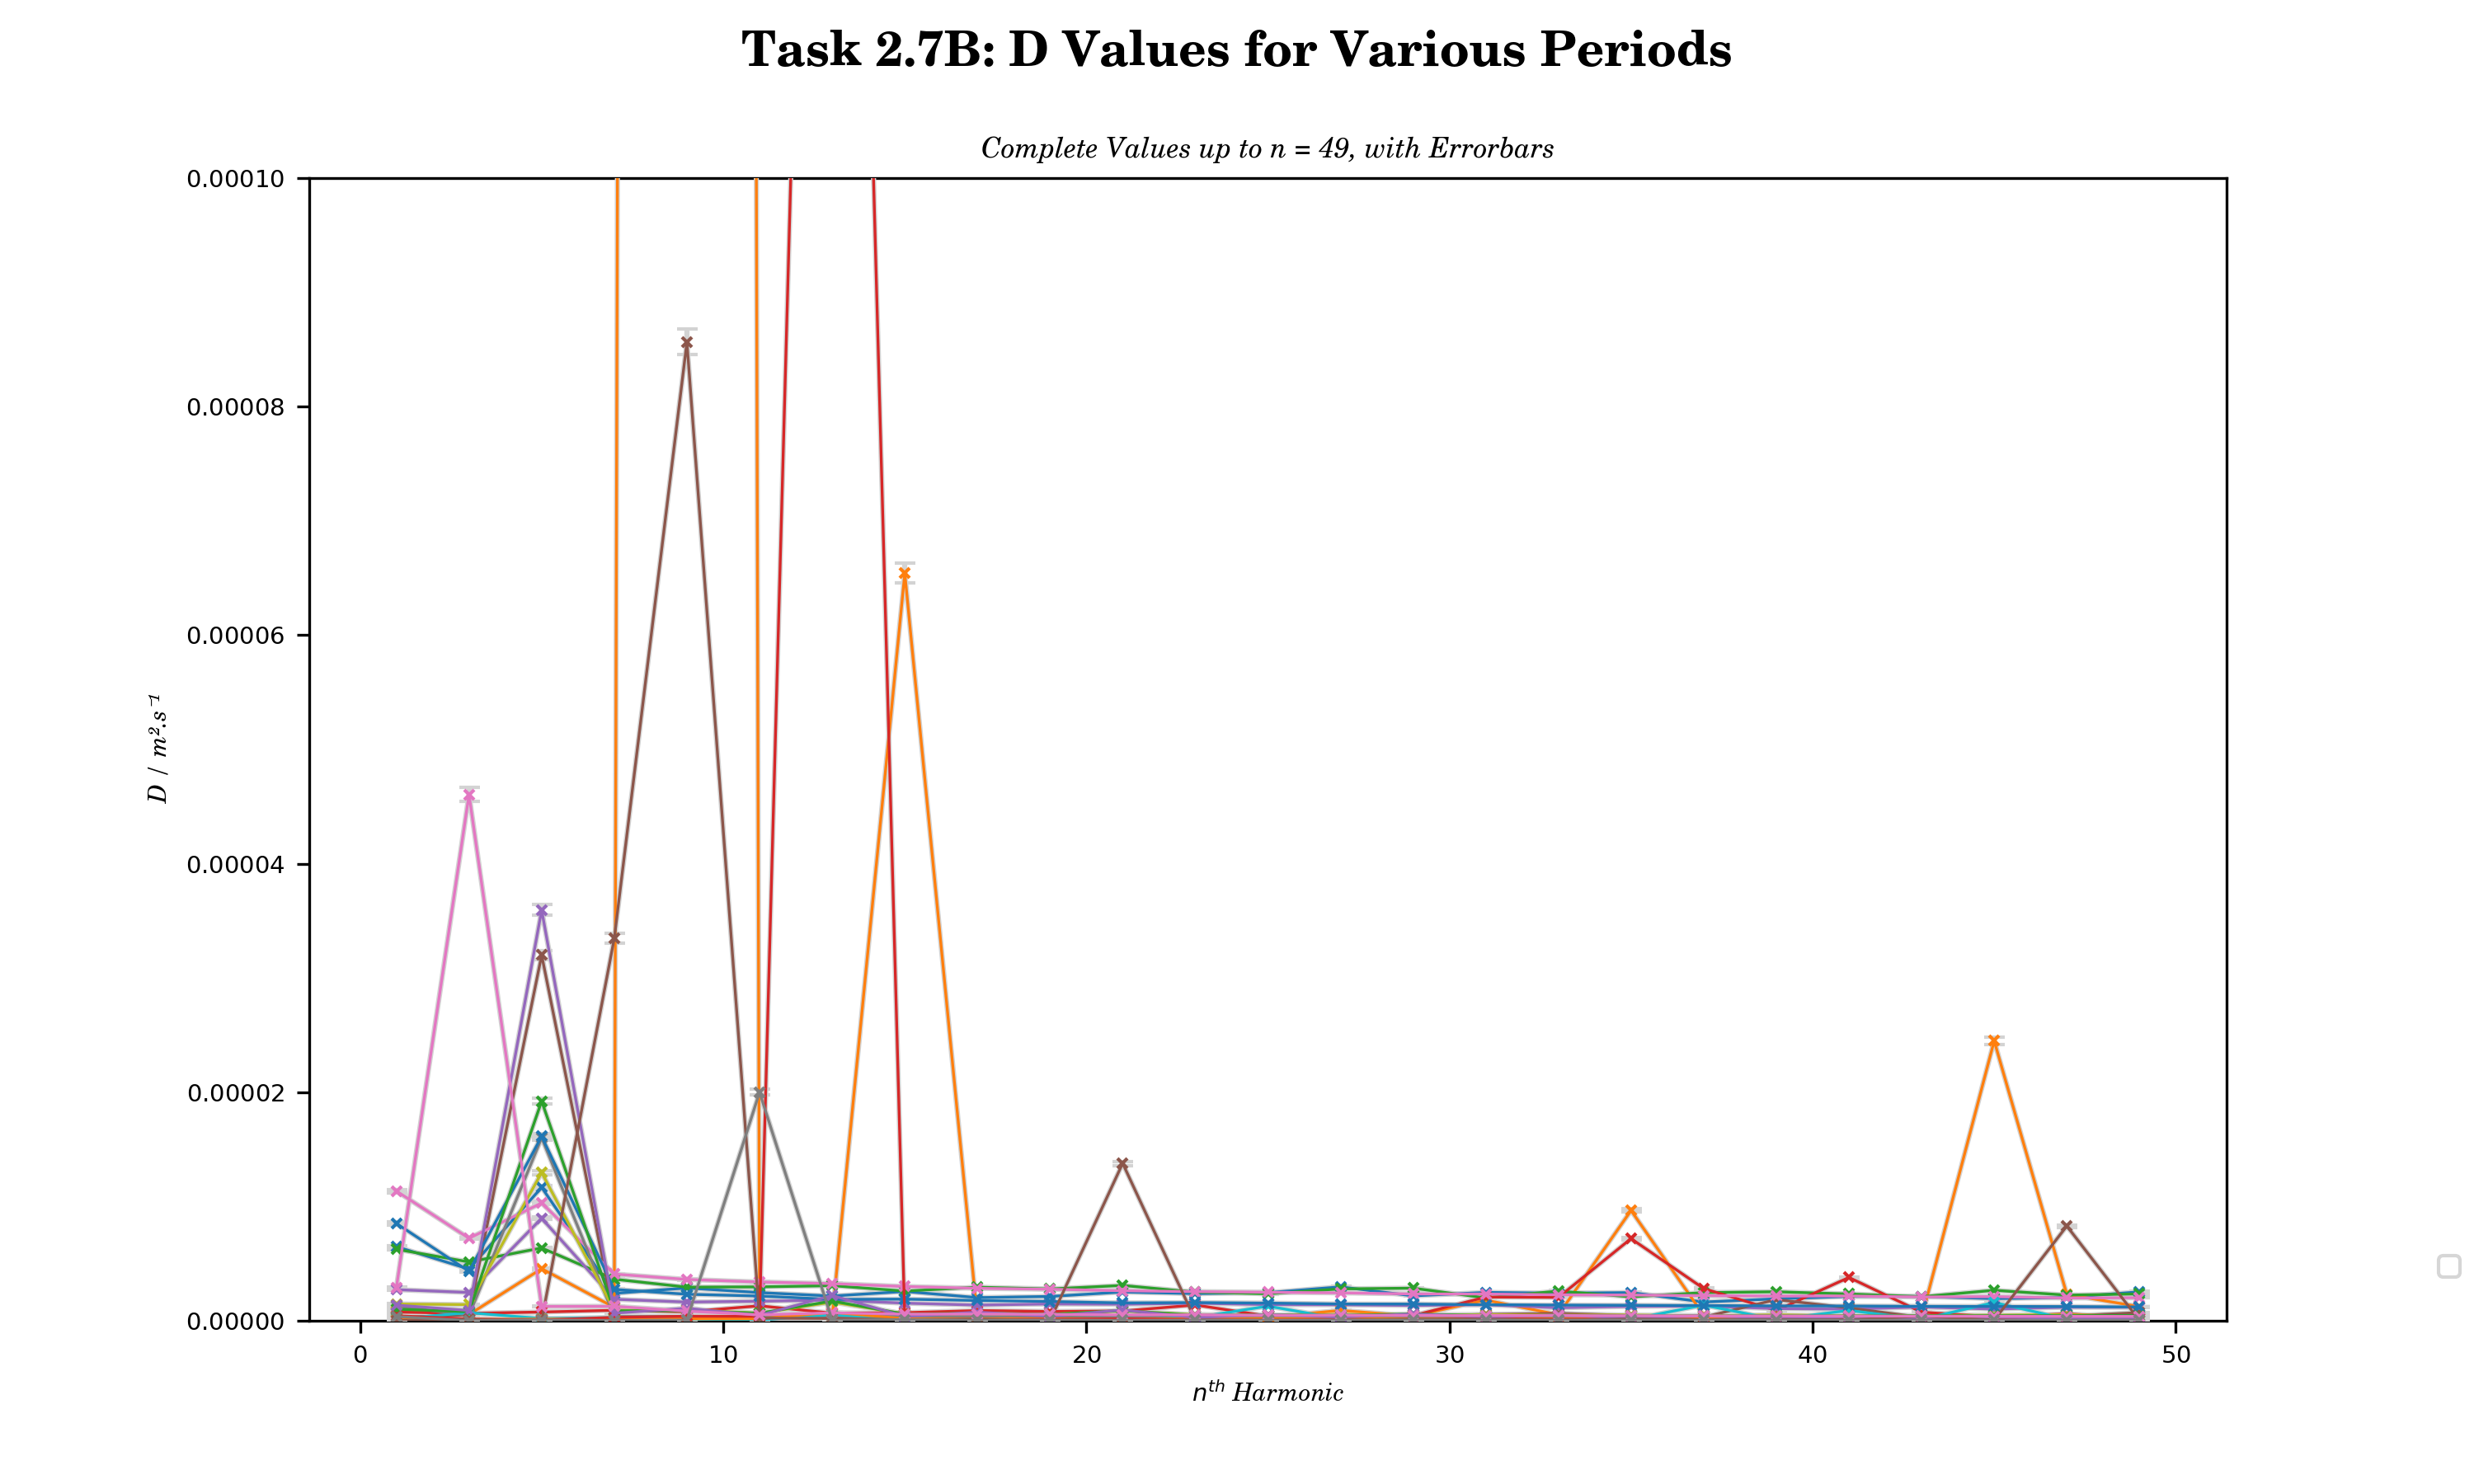 Task 2.7B: D Values for Various Periods
Complete Values up to n = 49, with Errorbars
0.00010
0.00008
0.00006
0.00004
0.00002
0.00000
D / m².s⁻¹
0 10 20 30 40 50
nᵗʰ Harmonic